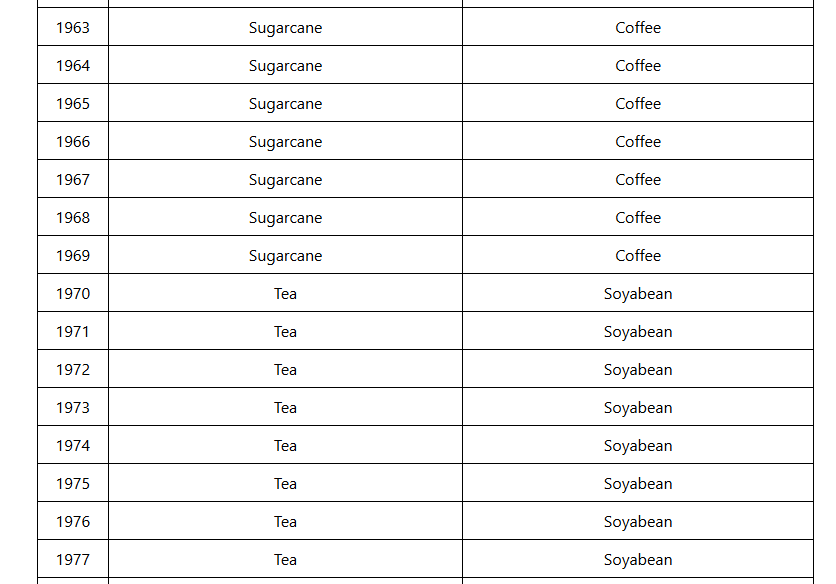 1963 Sugarcane Coffee
1964 Sugarcane Coffee
1965 Sugarcane Coffee
1966 Sugarcane Coffee
1967 Sugarcane Coffee
1968 Sugarcane Coffee
1969 Sugarcane Coffee
1970 Tea Soyabean
1971 Tea Soyabean
1972 Tea Soyabean
1973 Tea Soyabean
1974 Tea Soyabean
1975 Tea Soyabean
1976 Tea Soyabean
1977 Tea Soyabean